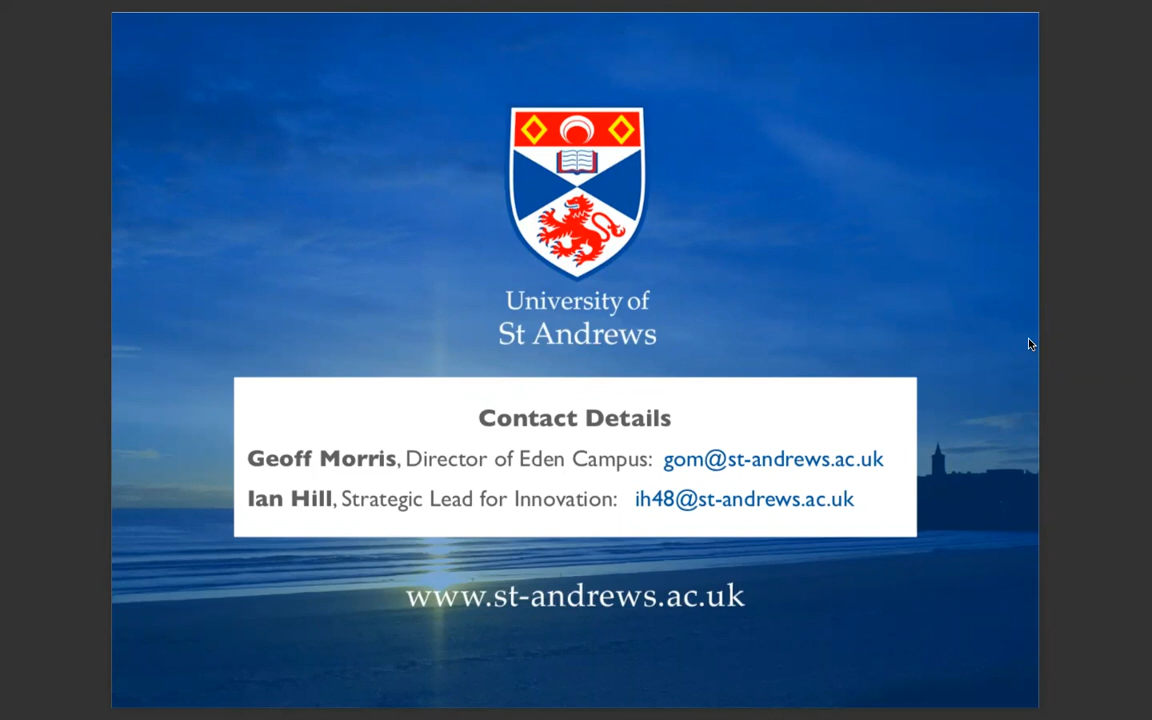 University of
St Andrews
Contact Details
Geoff Morris, Director of Eden Campus: gom@st-andrews.ac.uk
Ian Hill, Strategic Lead for Innovation: ih48@st-andrews.ac.uk
www.st-andrews.ac.uk